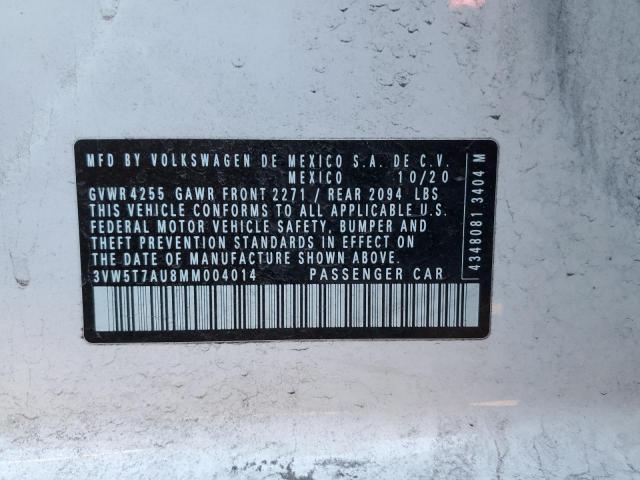 MFD BY VOLKSWAGEN DE MEXICO S.A. DE C.V.
MEXICO 10/20
GVWR 4255 GAWR FRONT 2271 / REAR 2094 LBS
THIS VEHICLE CONFORMS TO ALL APPLICABLE U.S.
FEDERAL MOTOR VEHICLE SAFETY, BUMPER AND
THEFT PREVENTION STANDARDS IN EFFECT ON
THE DATE OF MANUFACTURE SHOWN ABOVE.
3VW5T7AU8MM004014 PASSENGER CAR
4348081 3404 M